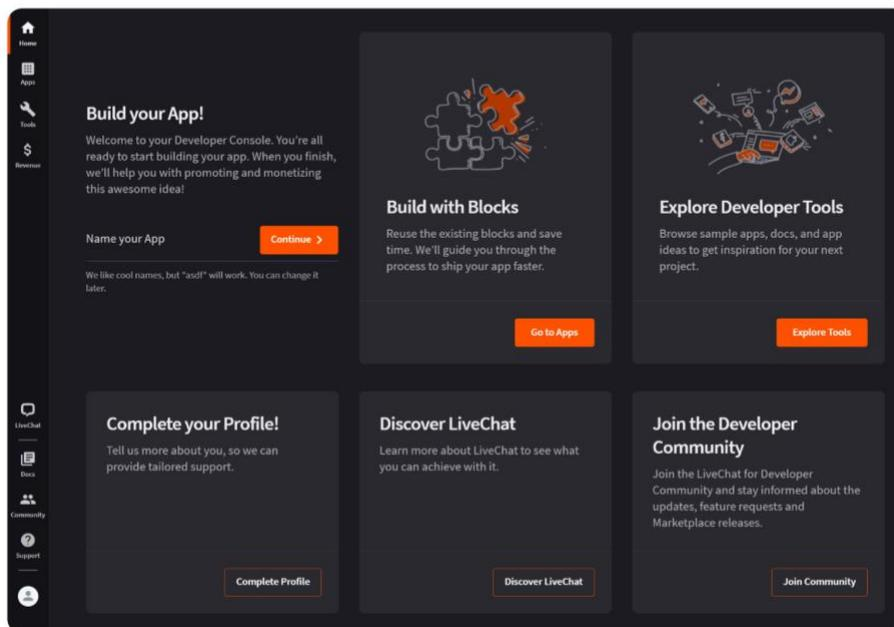 Home
Apps
Tools
Revenue
LiveChat
Docs
Community
Support
Build your App!
Welcome to your Developer Console. You’re all
ready to start building your app. When you finish,
we’ll help you with promoting and monetizing
this awesome idea!
Name your App
Continue
We like cool names, but "asdf" will work. You can change it
later.
Build with Blocks
Reuse the existing blocks and save
time. We’ll guide you through the
process to ship your app faster.
Go to Apps
Explore Developer Tools
Browse sample apps, docs, and app
ideas to get inspiration for your next
project.
Explore Tools
Complete your Profile!
Tell us more about you, so we can
provide tailored support.
Complete Profile
Discover LiveChat
Learn more about LiveChat to see what
you can achieve with it.
Discover LiveChat
Join the Developer
Community
Join the LiveChat for Developer
Community and stay informed about the
updates, feature requests and
Marketplace releases.
Join Community